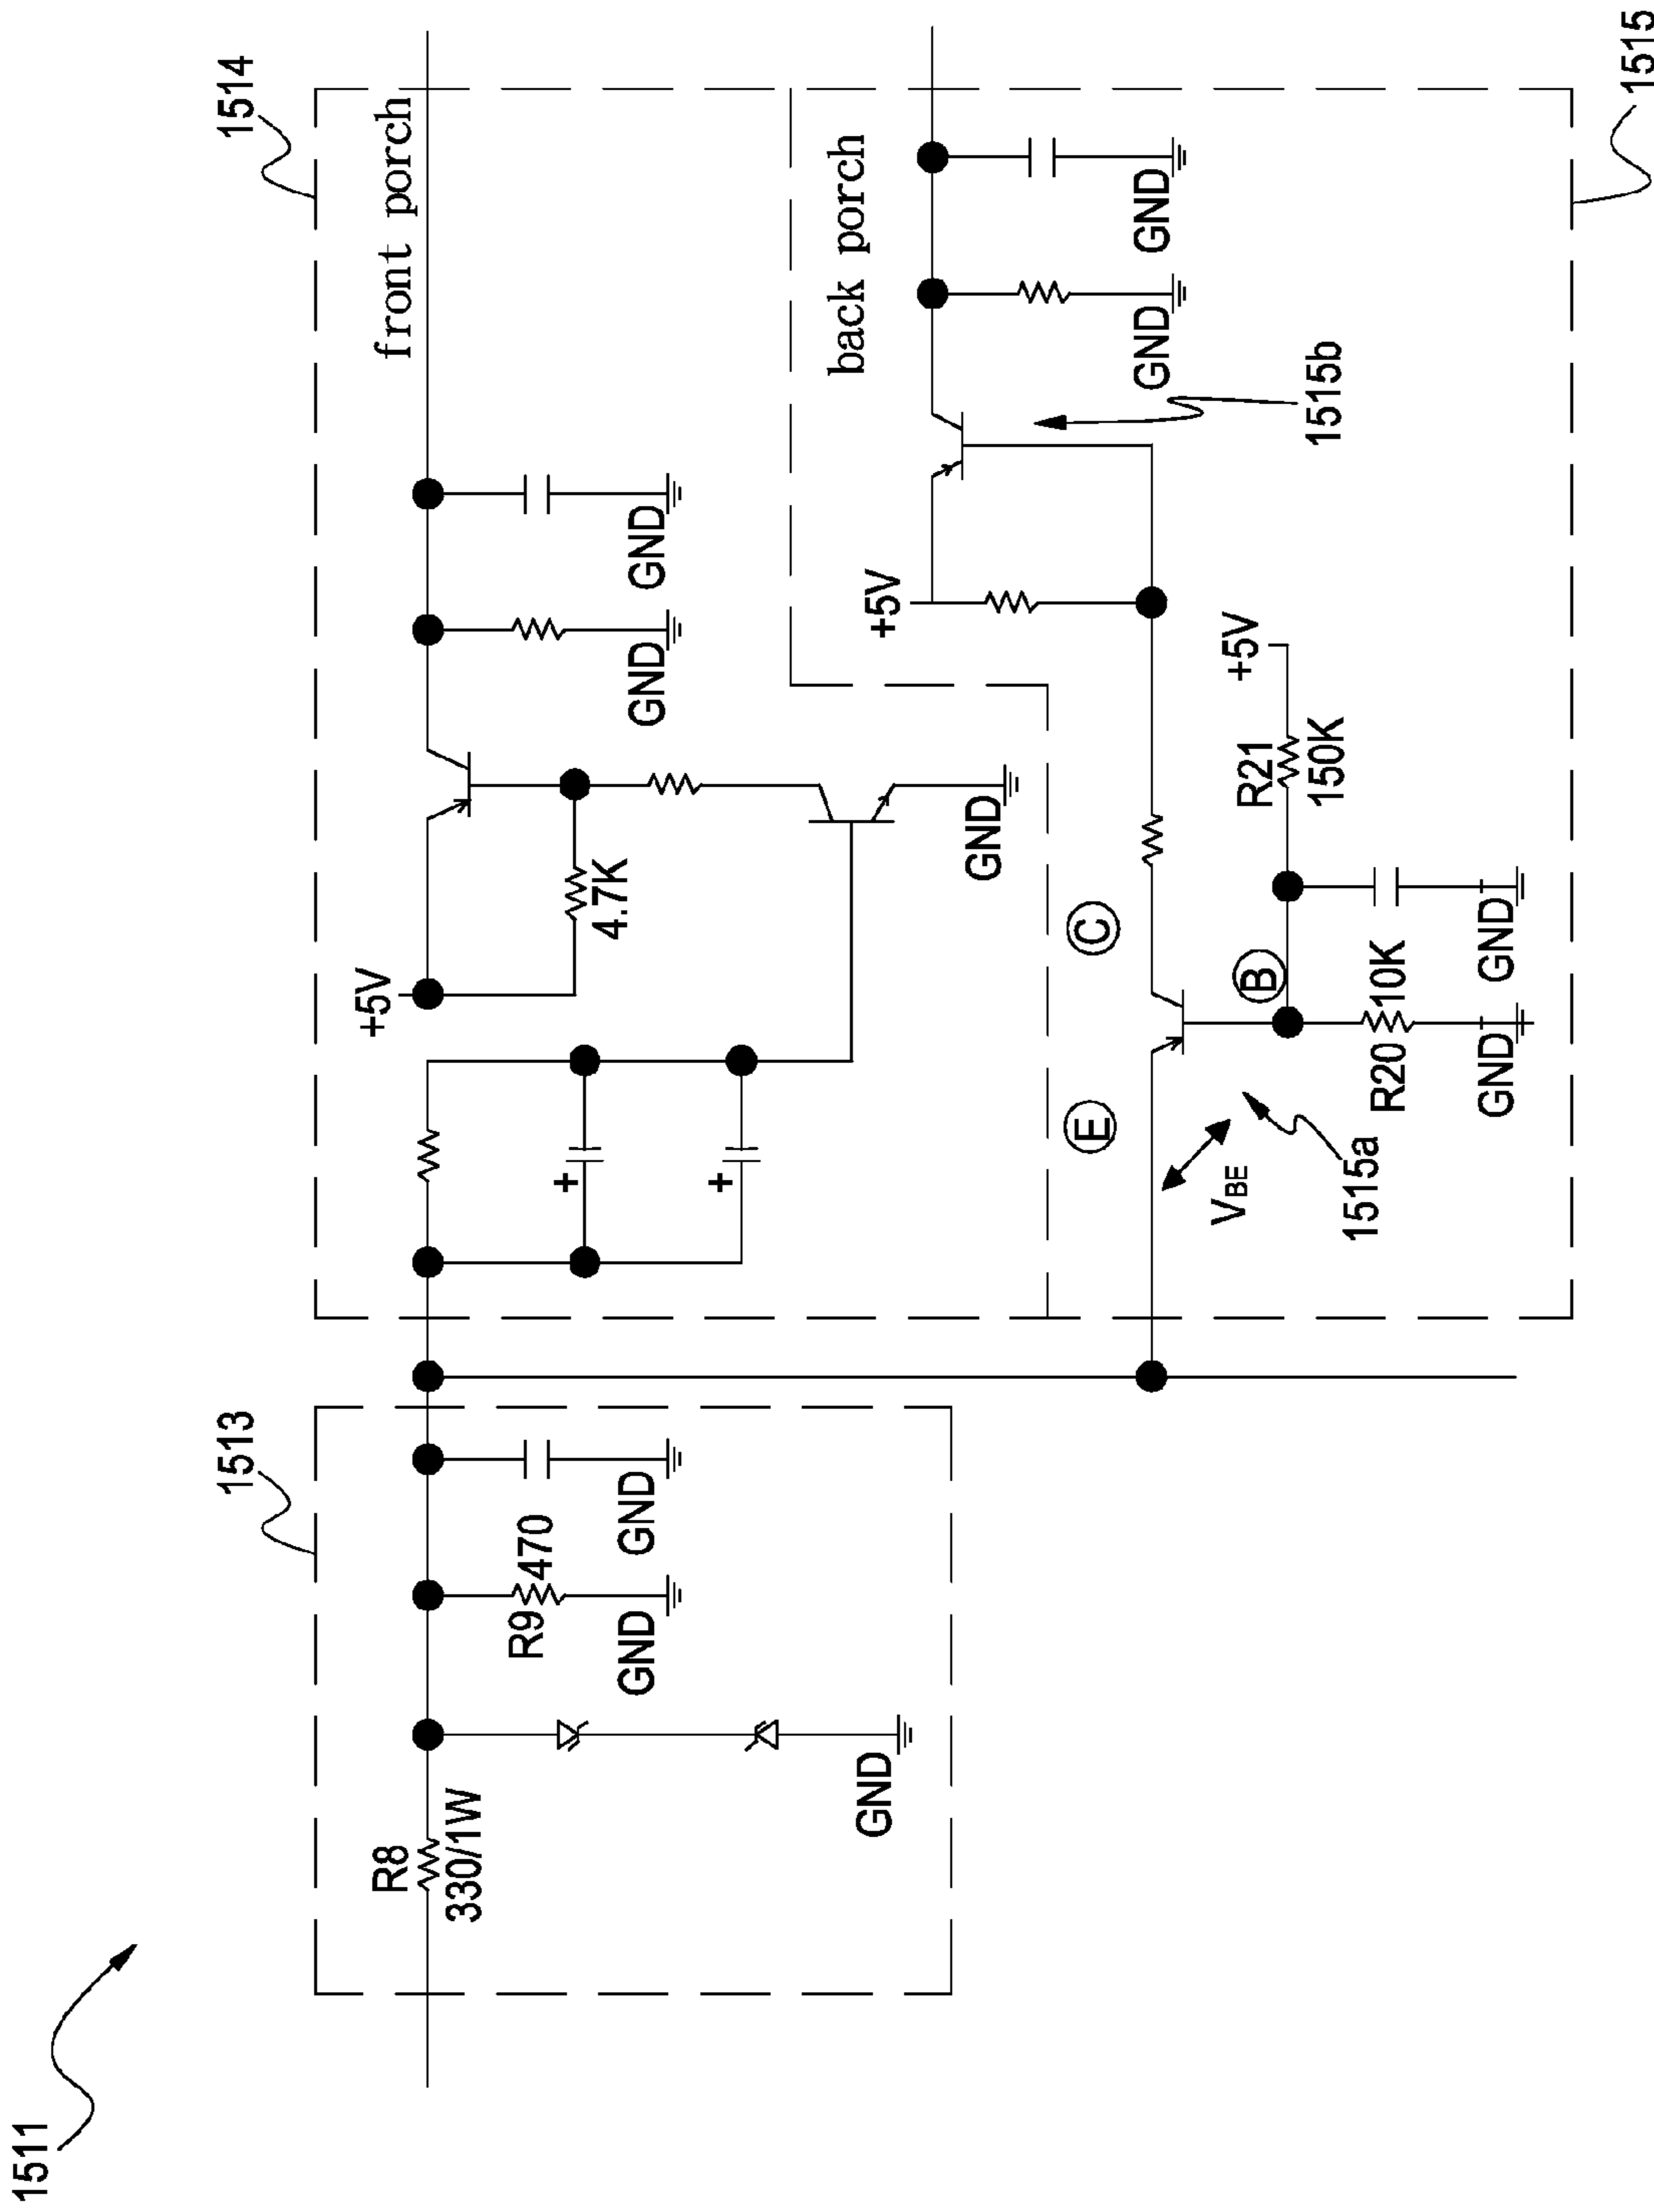 1511
1513
R8
330/1W
R9
470
GND
GND
GND
1514
front porch
+5V
4.7K
GND
GND
GND
back porch
+5V
1515b
GND
GND
E
C
B
VBE
1515a
R20
10K
GND
GND
R21
150K
+5V
1515